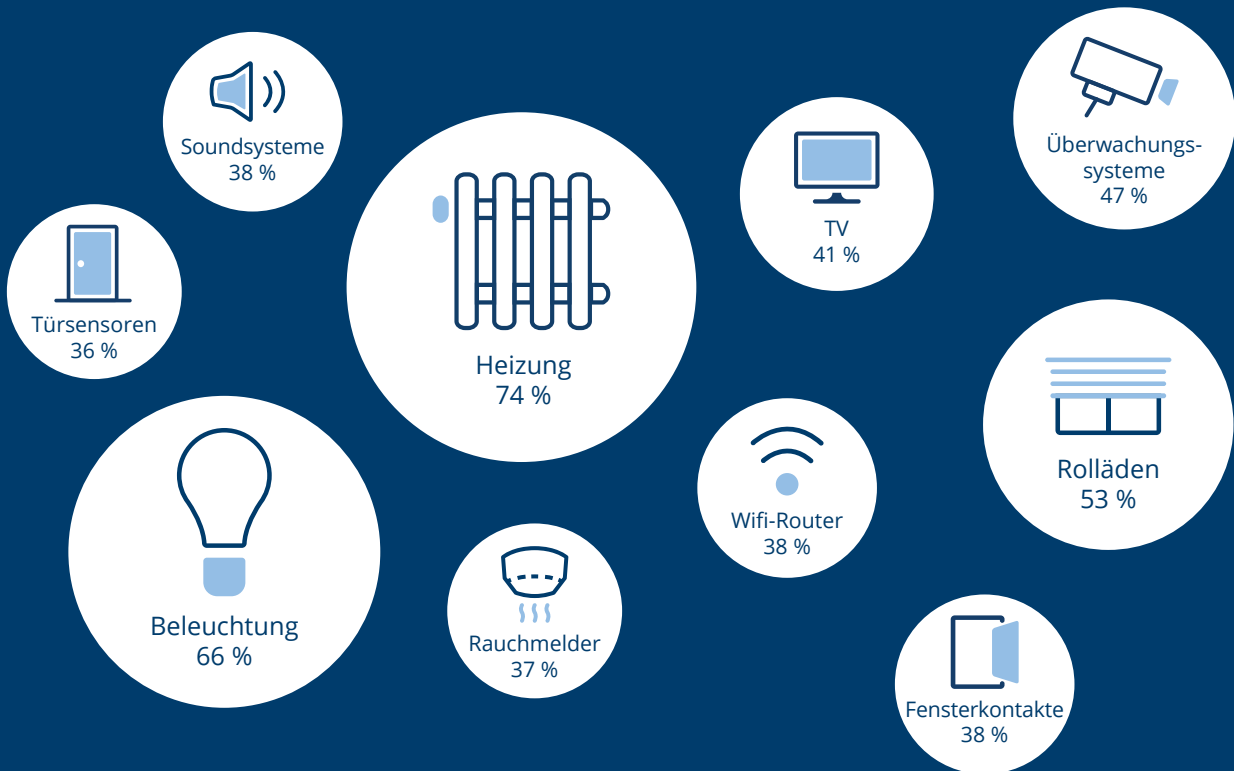 Soundsysteme
38 %
Türsensoren
36 %
Heizung
74 %
TV
41 %
Überwachungs-
systeme
47 %
Beleuchtung
66 %
Rauchmelder
37 %
Wifi-Router
38 %
Rolläden
53 %
Fensterkontakte
38 %